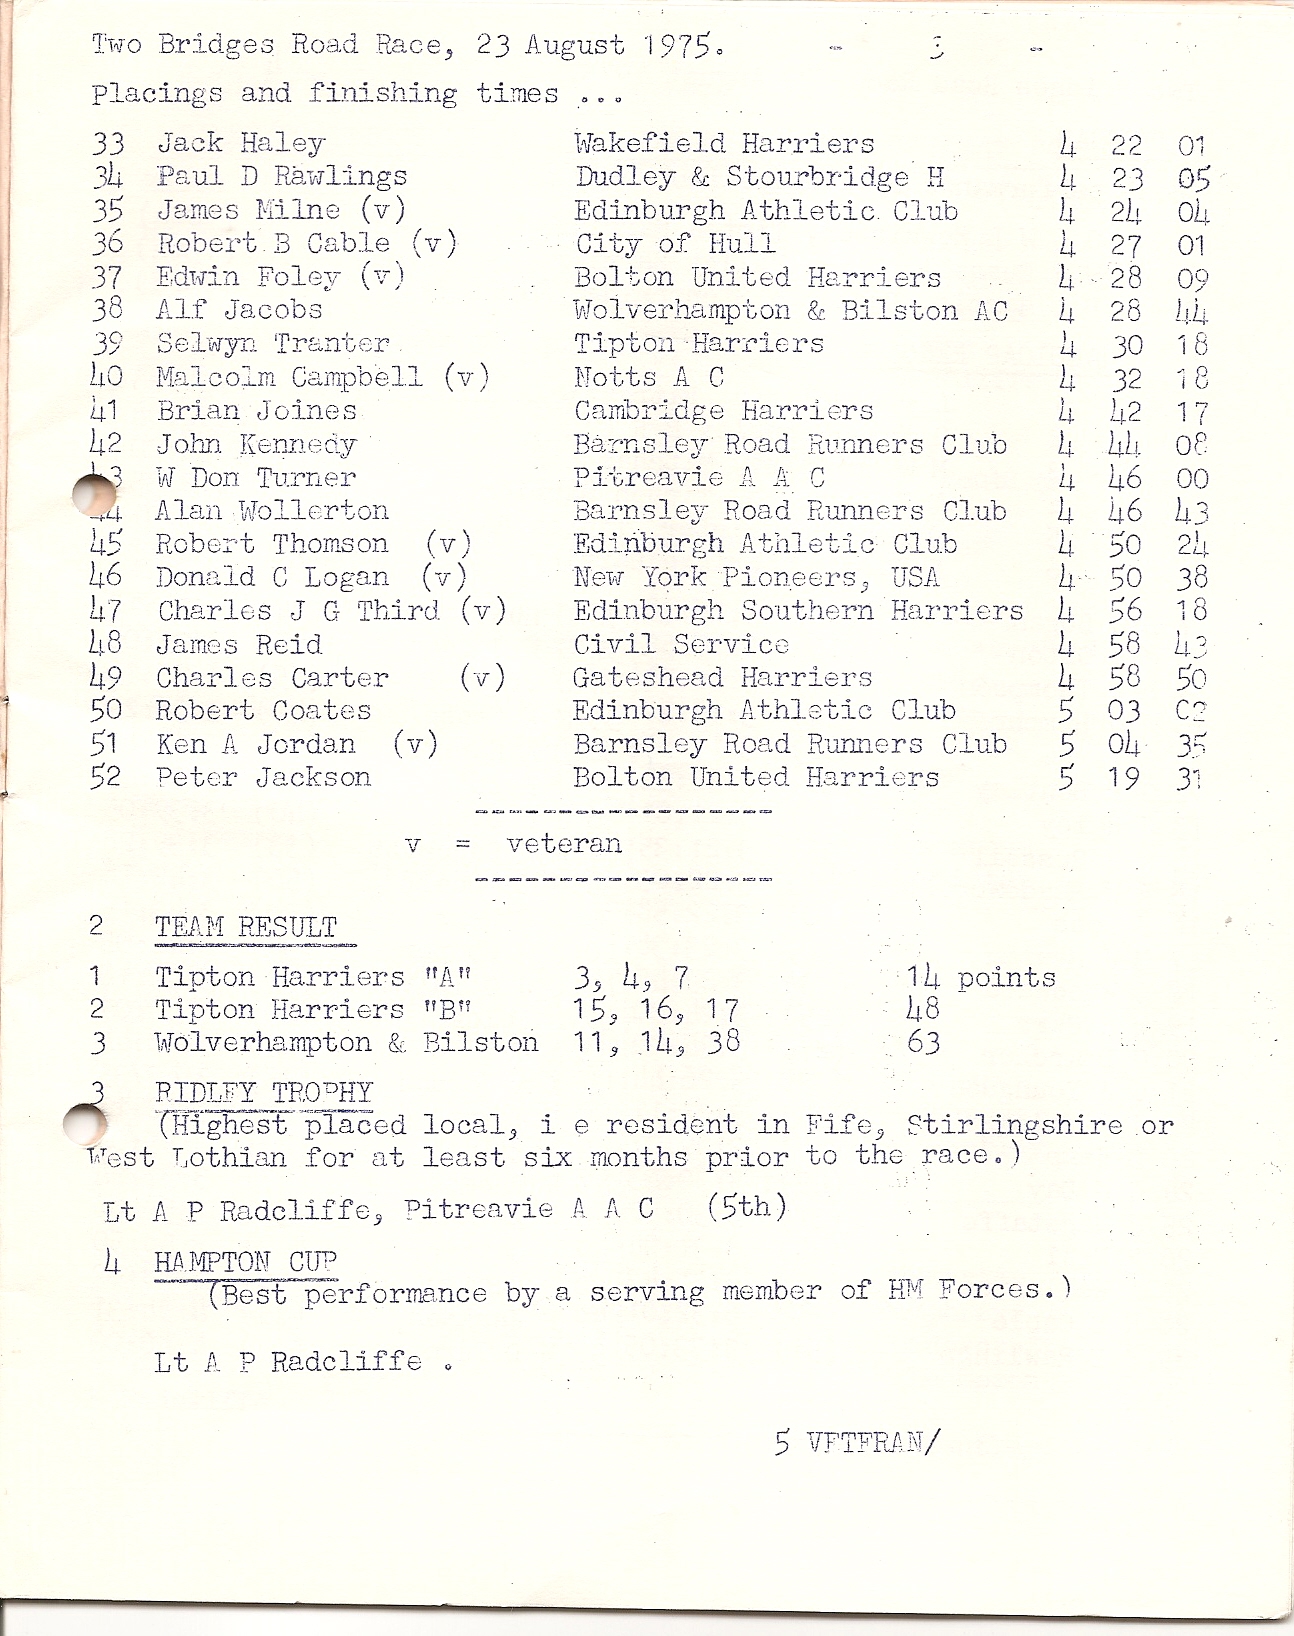 Two Bridges Road Race, 23 August 1975. - 3 -
Placings and finishing times ...
33 Jack Haley Wakefield Harriers 4 22 01
34 Paul D Rawlings Dudley & Stourbridge H 4 23 05
35 James Milne (v) Edinburgh Athletic Club 4 24 04
36 Robert B Cable (v) City of Hull 4 27 01
37 Edwin Foley (v) Bolton United Harriers 4 28 09
38 Alf Jacobs Wolverhampton & Bilston AC 4 28 44
39 Selwyn Tranter Tipton Harriers 4 30 18
40 Malcolm Campbell (v) Notts A C 4 32 18
41 Brian Joines Cambridge Harriers 4 42 17
42 John Kennedy Barnsley Road Runners Club 4 44 08
43 W Don Turner Pitreavie A A C 4 46 00
44 Alan Wollerton Barnsley Road Runners Club 4 46 43
45 Robert Thomson (v) Edinburgh Athletic Club 4 50 24
46 Donald C Logan (v) New York Pioneers, USA 4 50 38
47 Charles J G Third (v) Edinburgh Southern Harriers 4 56 18
48 James Reid Civil Service 4 58 43
49 Charles Carter (v) Gateshead Harriers 4 58 50
50 Robert Coates Edinburgh Athletic Club 5 03 02
51 Ken A Jordan (v) Barnsley Road Runners Club 5 04 35
52 Peter Jackson Bolton United Harriers 5 19 31
v = veteran
2 TEAM RESULT
1 Tipton Harriers "A" 3, 4, 7 14 points
2 Tipton Harriers "B" 15, 16, 17 48
3 Wolverhampton & Bilston 11, 14, 38 63
3 RIDLEY TROPHY
(Highest placed local, i e resident in Fife, Stirlingshire or
West Lothian for at least six months prior to the race.)
Lt A P Radcliffe, Pitreavie A A C (5th)
4 HAMPTON CUP
(Best performance by a serving member of HM Forces.)
Lt A P Radcliffe .
5 VETERAN/